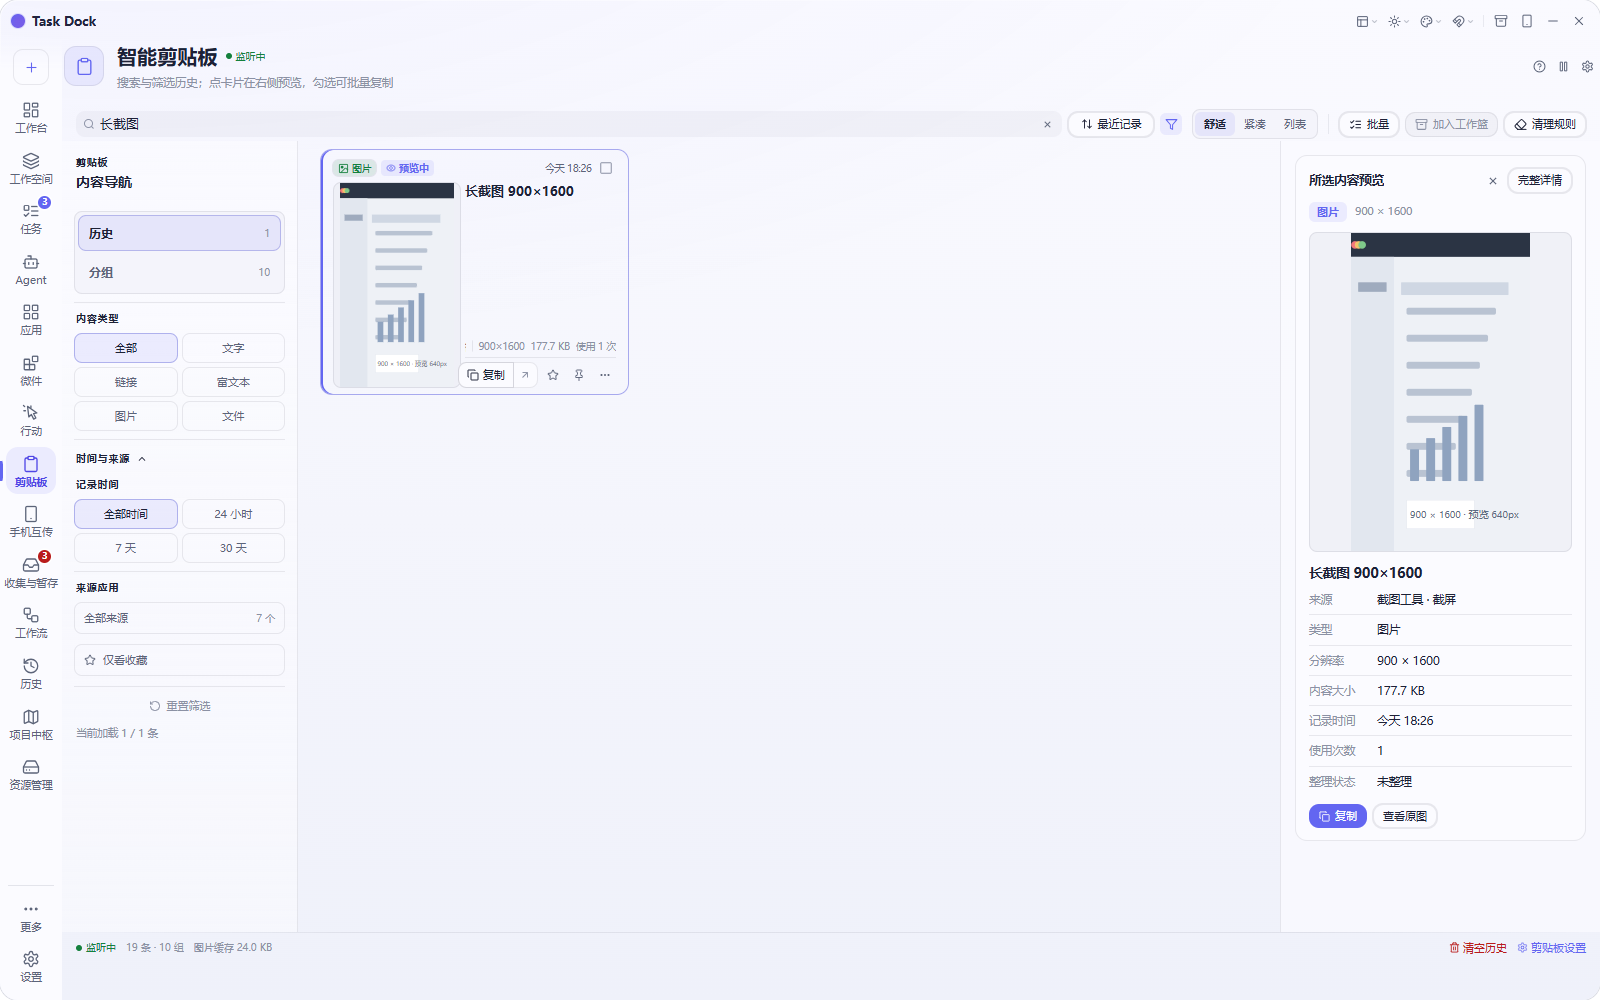 Task Dock
智能剪贴板
监听中
搜索与筛选历史；点卡片在右侧预览，勾选可批量复制
工作台
工作空间
3
任务
Agent
应用
微件
行动
剪贴板
手机互传
3
收集与暂存
工作流
历史
项目中枢
资源管理
更多
设置
长截图
最近记录
舒适
紧凑
列表
批量
加入工作篮
清理规则
剪贴板
内容导航
历史 1
分组 10
内容类型
全部
文字
链接
富文本
图片
文件
时间与来源
记录时间
全部时间
24 小时
7 天
30 天
来源应用
全部来源 7 个
仅看收藏
重置筛选
当前加载 1 / 1 条
图片
预览中
今天 18:26
长截图 900×1600
900 × 1600 · 预览 640px
900×1600 177.7 KB 使用 1 次
复制
所选内容预览
完整详情
图片 900 × 1600
900 × 1600 · 预览 640px
长截图 900×1600
来源 截图工具 · 截屏
类型 图片
分辨率 900 × 1600
内容大小 177.7 KB
记录时间 今天 18:26
使用次数 1
整理状态 未整理
复制
查看原图
监听中 19 条 · 10 组 图片缓存 24.0 KB
清空历史
剪贴板设置